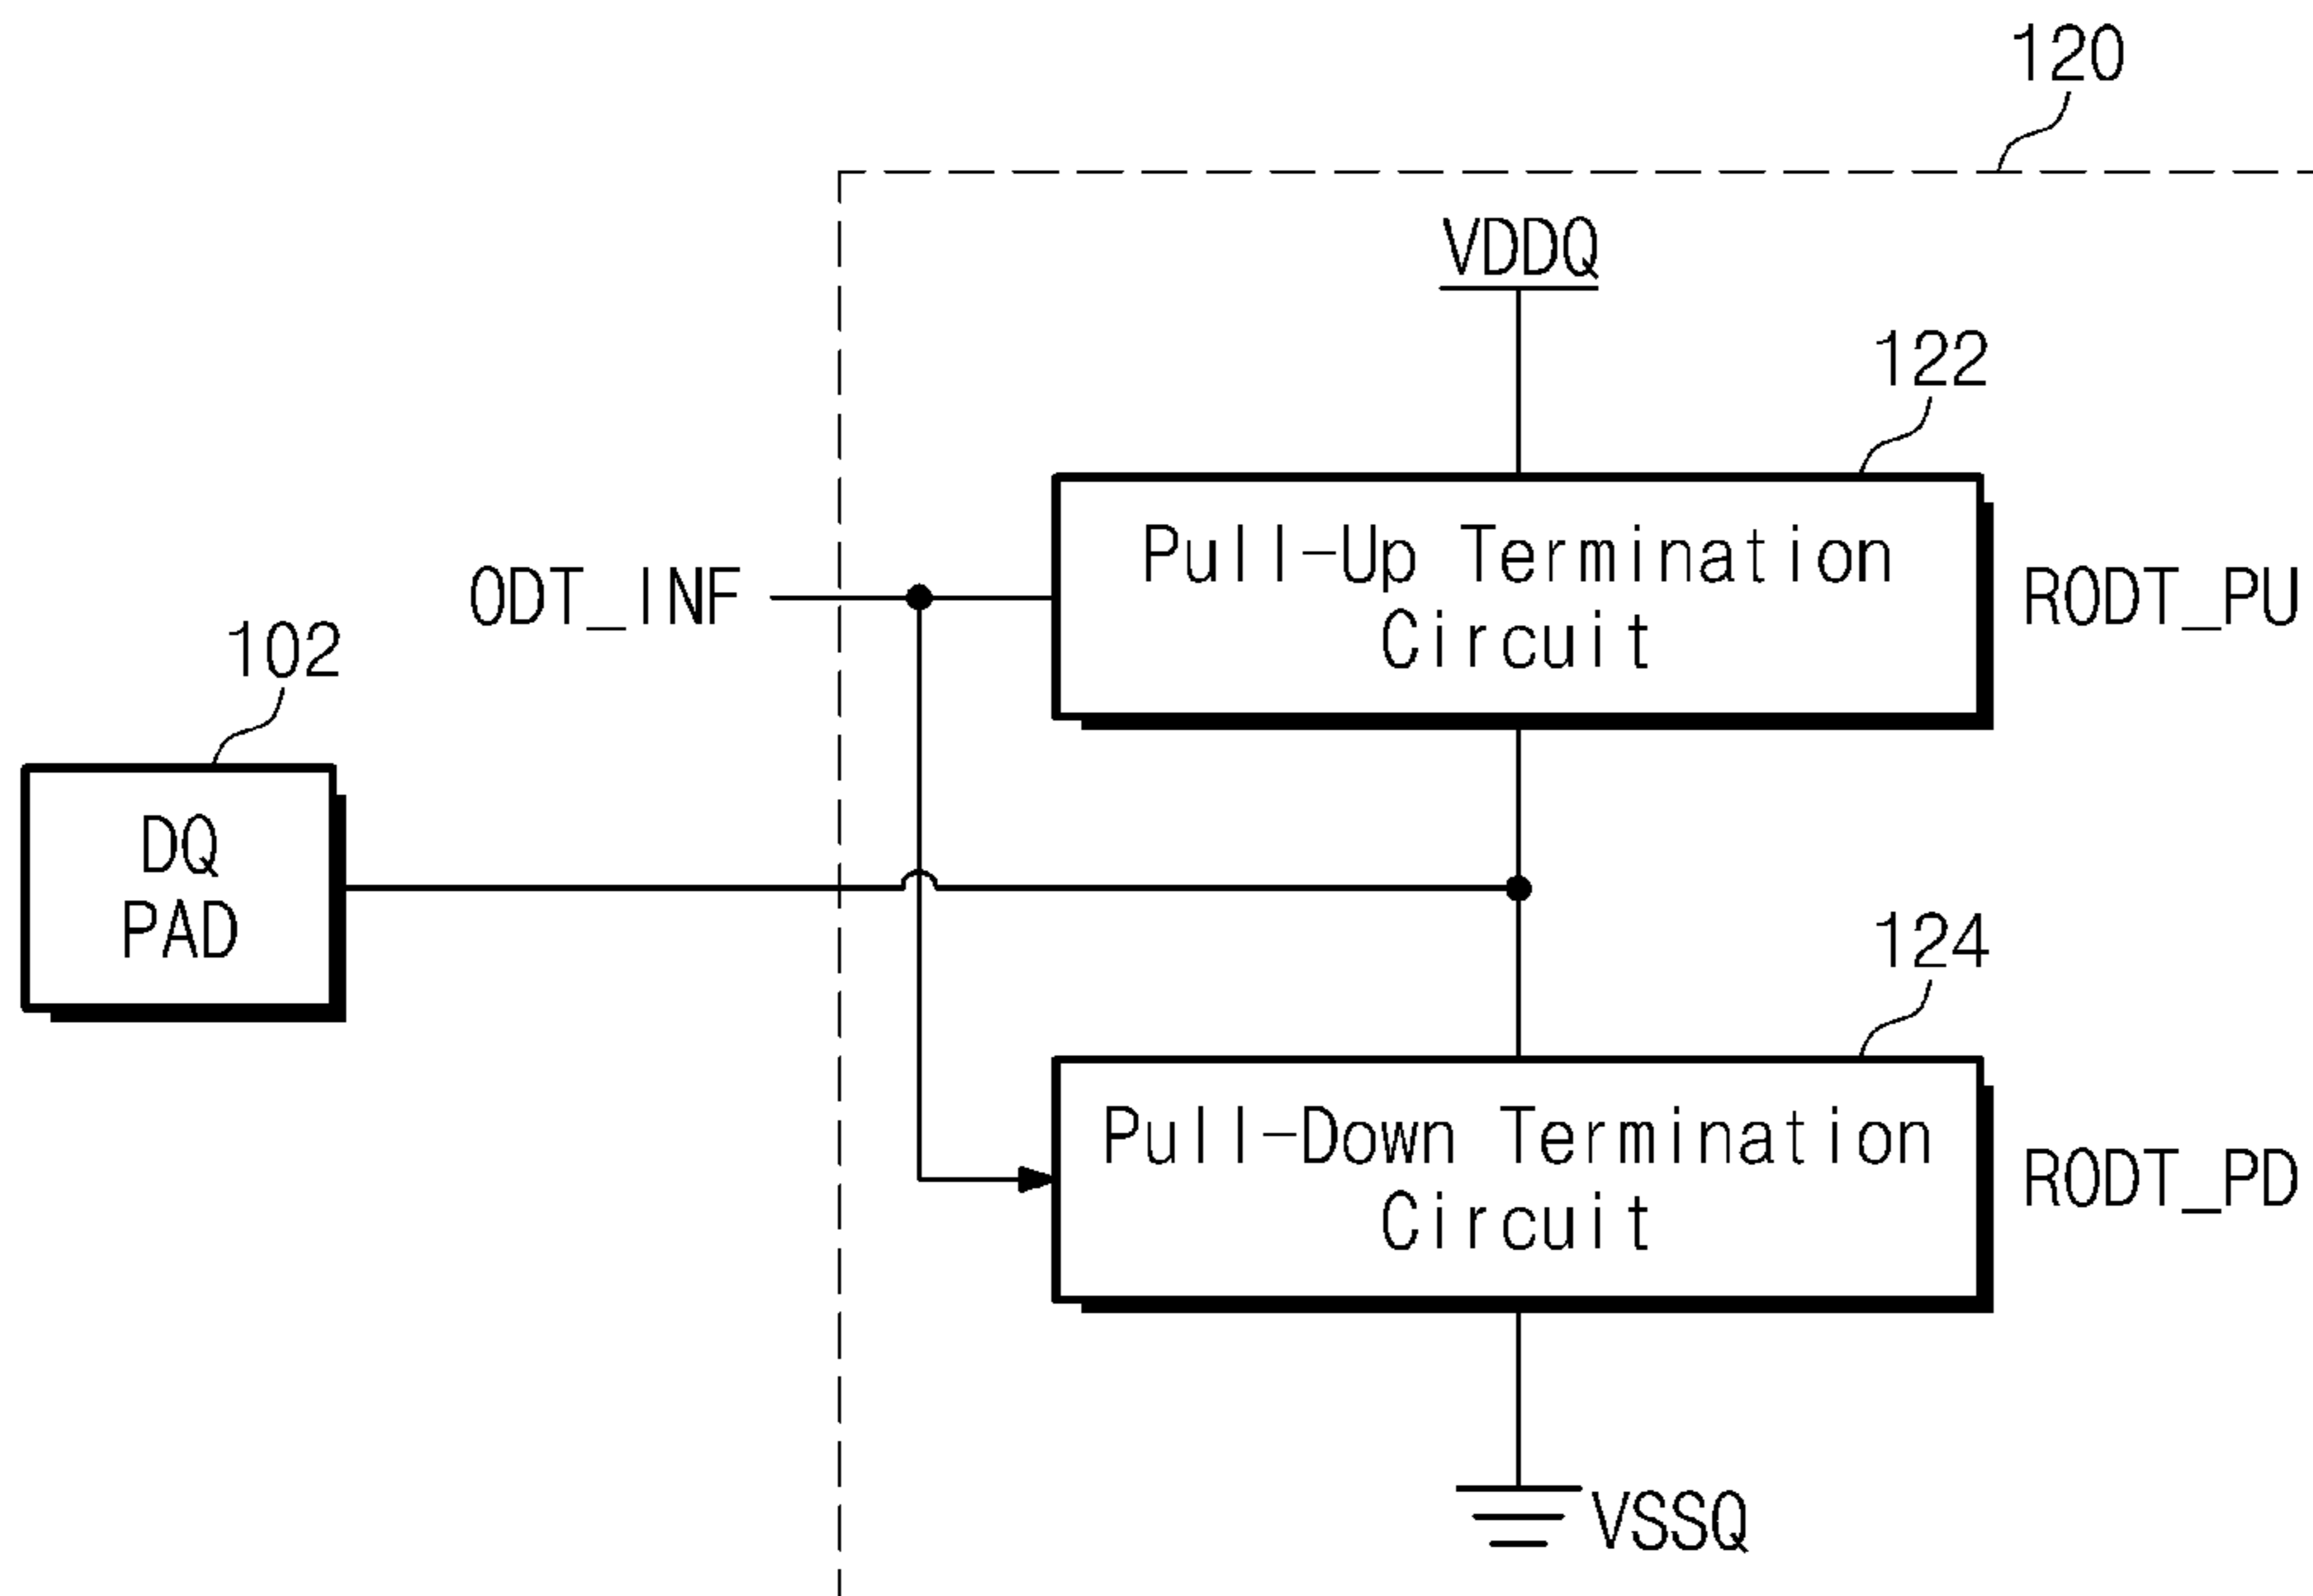 120
VDDQ
122
Pull-Up Termination
Circuit
RODT_PU
ODT_INF
102
DQ
PAD
124
Pull-Down Termination
Circuit
RODT_PD
VSSQ